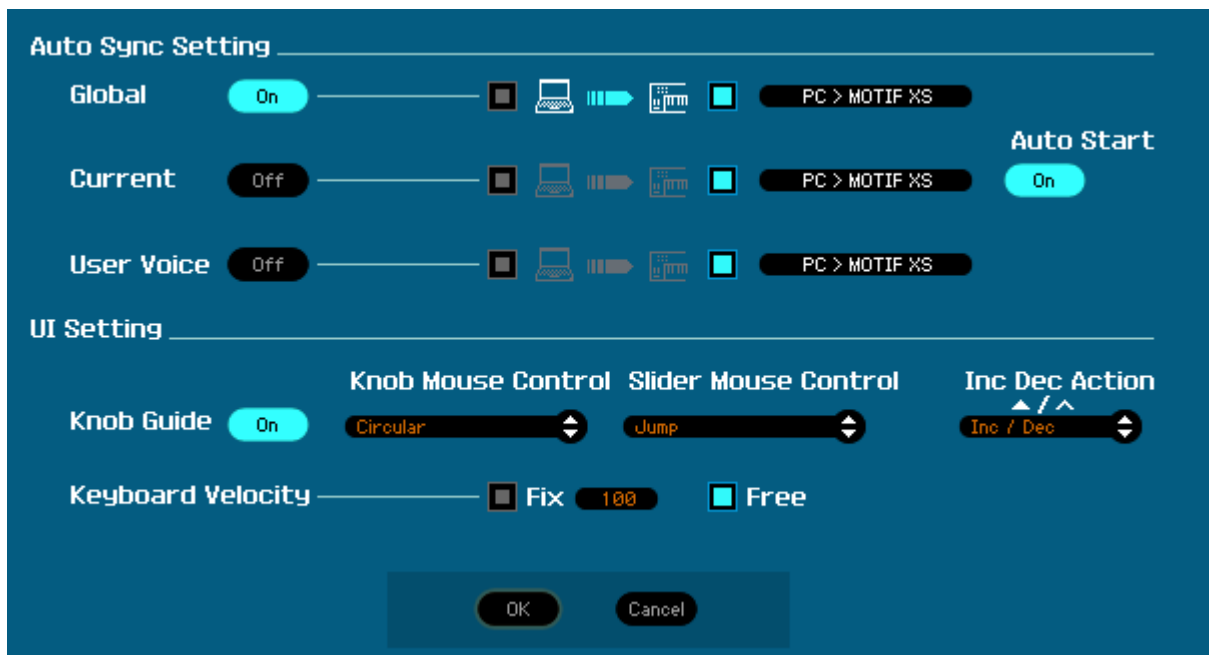 Auto Sync Setting
Global On PC > MOTIF XS
Auto Start
Current Off PC > MOTIF XS On
User Voice Off PC > MOTIF XS
UI Setting
Knob Mouse Control Slider Mouse Control Inc Dec Action
Knob Guide On Circular Jump Inc / Dec
Keyboard Velocity Fix 100 Free
OK Cancel